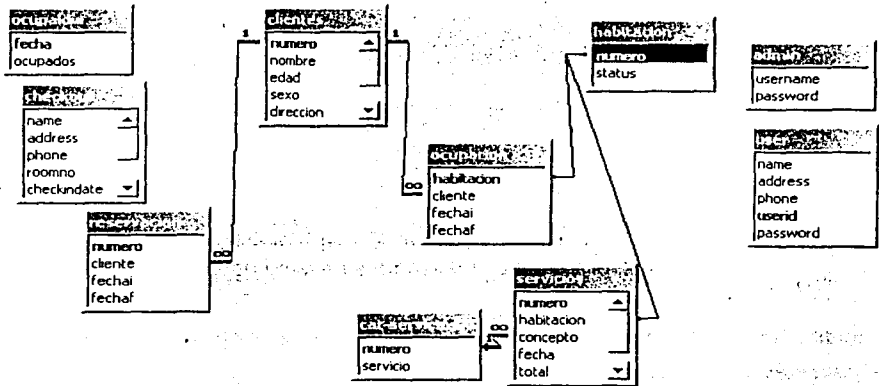 clientes
numero
nombre
edad
sexo
direccion
fecha
ocupados
name
address
phone
roomno
checkindate
habitacion
numero
status
username
password
name
address
phone
userid
password
ocupacion
habitacion
cliente
fechai
fechaf
numero
cliente
fechai
fechaf
servicios
numero
habitacion
concepto
fecha
total
numero
servicio
1
1
∞
∞
∞